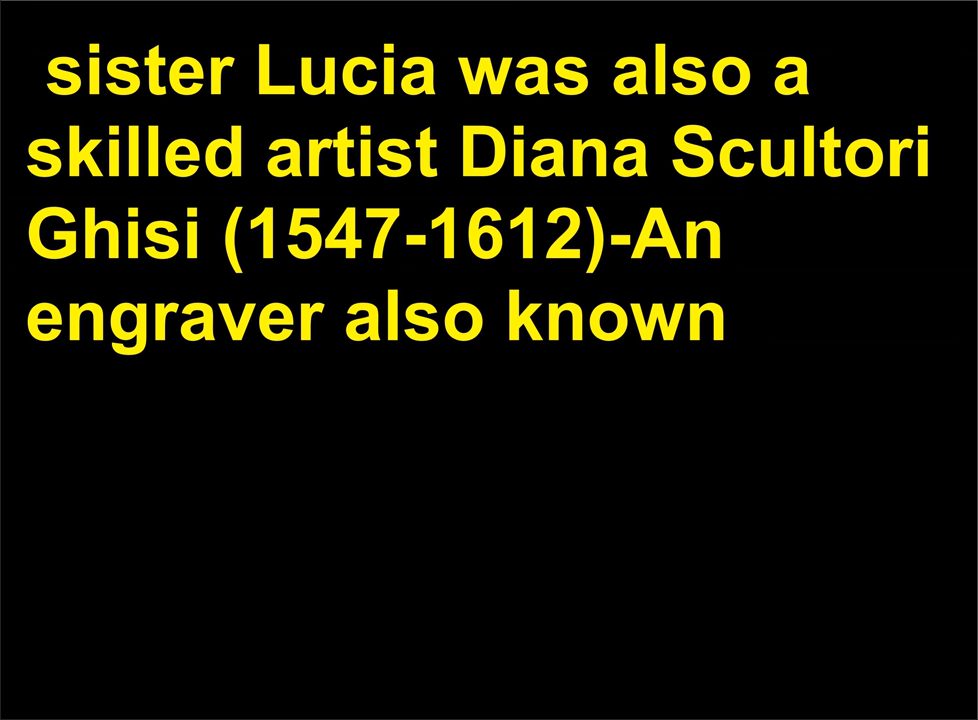 sister Lucia was also a
skilled artist Diana Scultori
Ghisi (1547-1612)-An
engraver also known